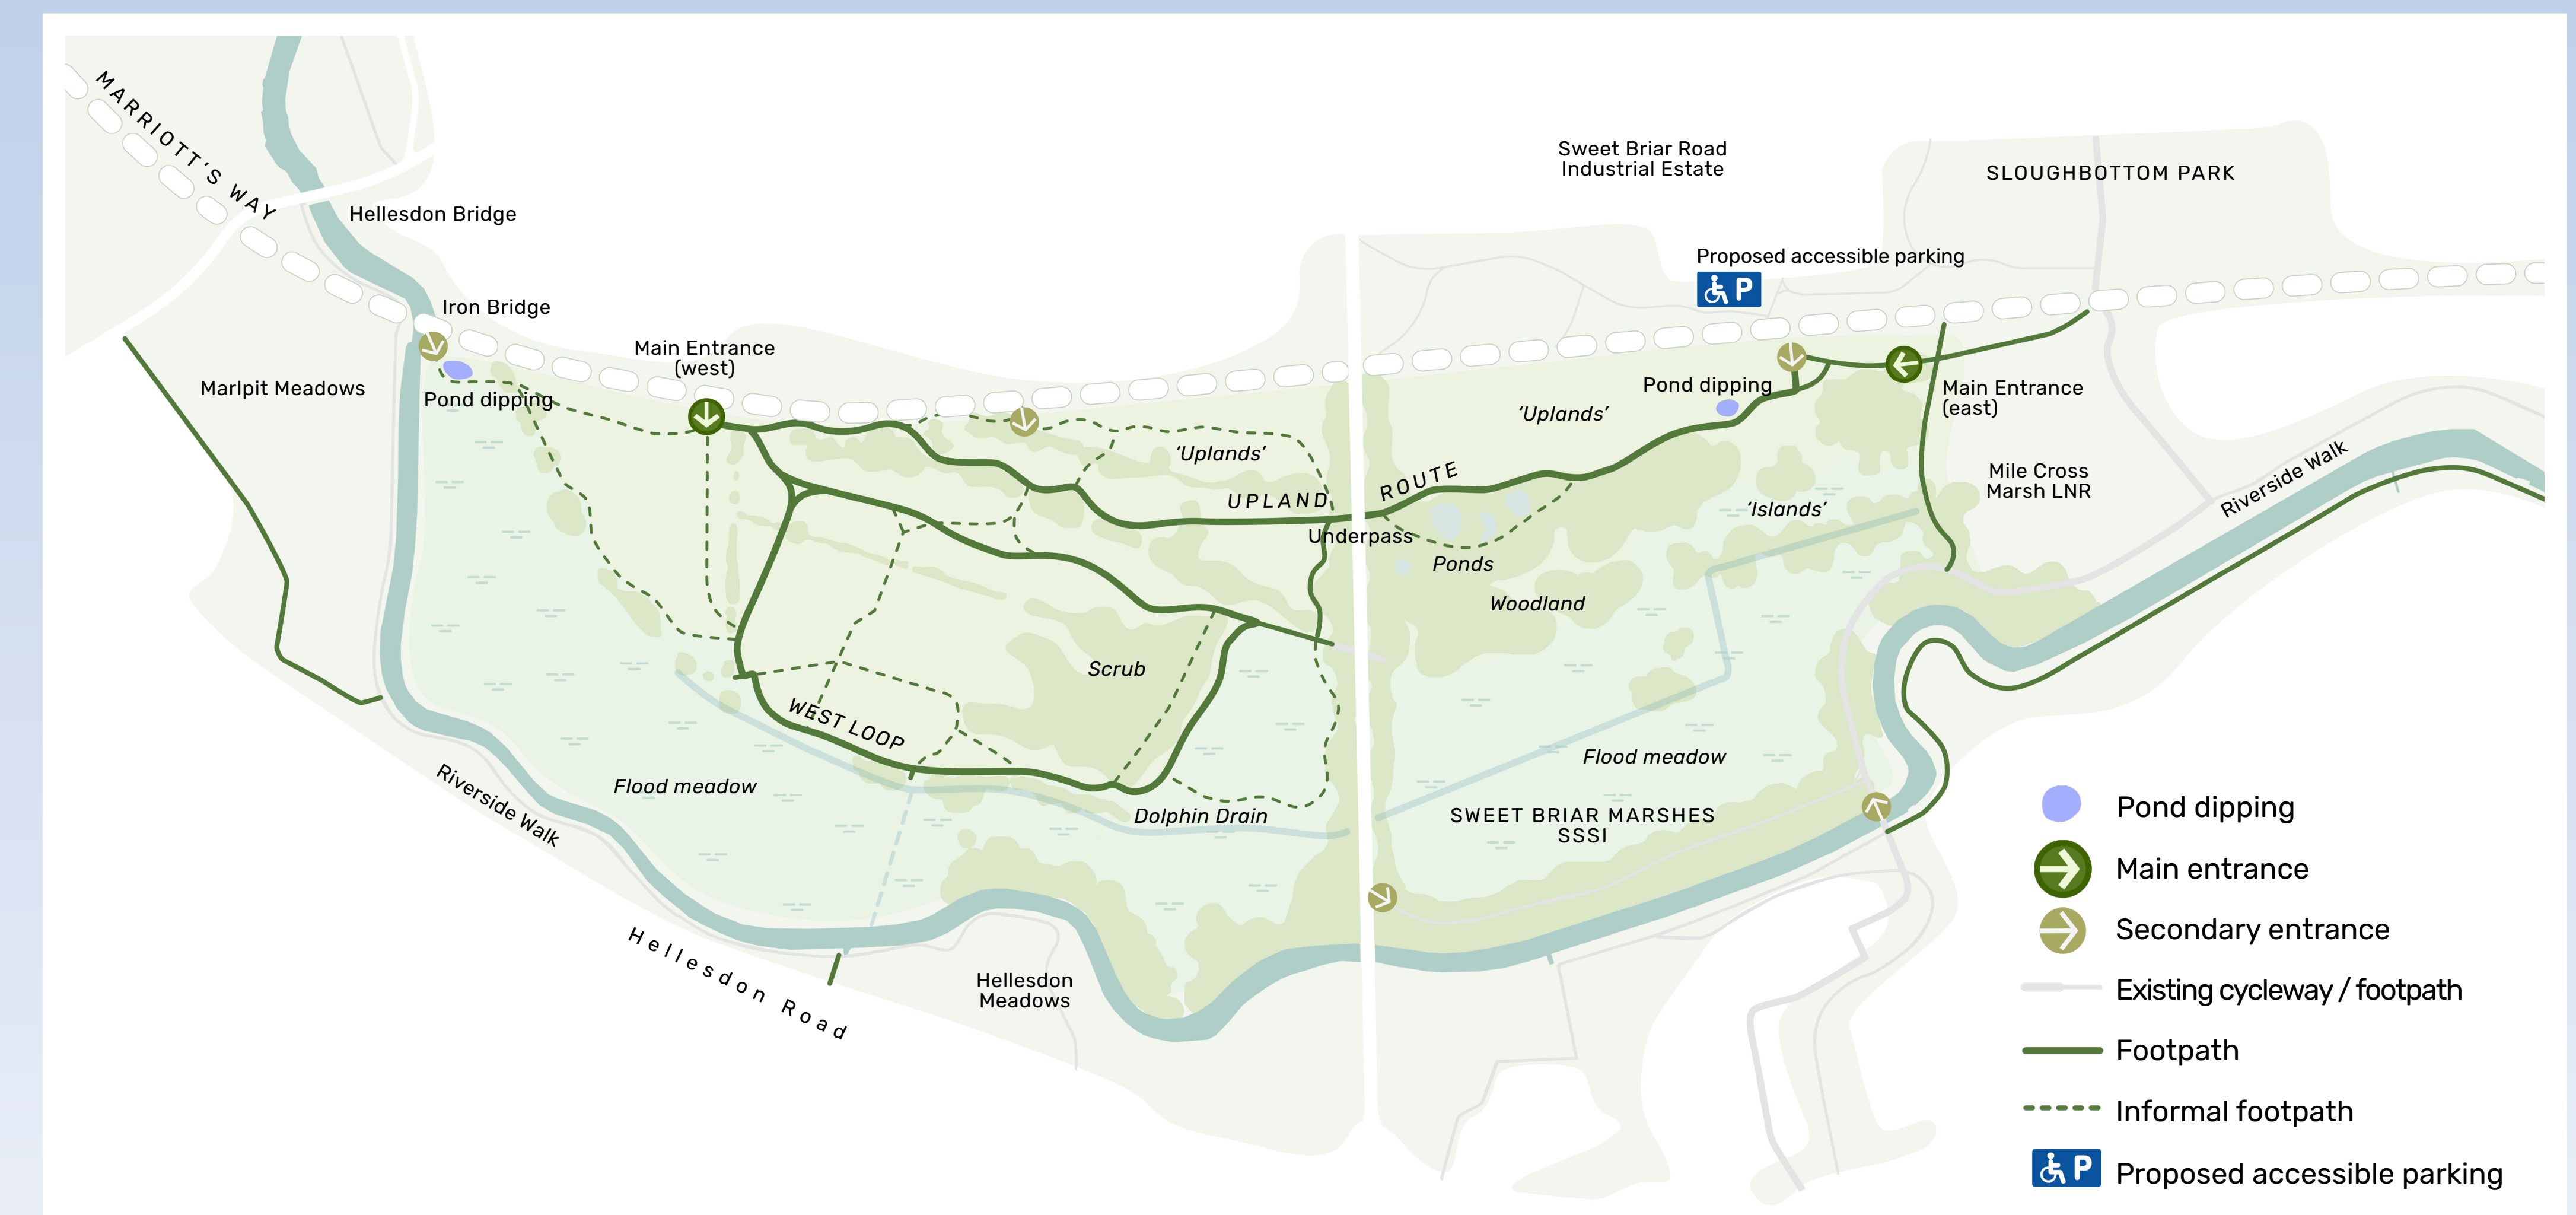 MARRIOTT'S WAY
Hellesdon Bridge
Iron Bridge
Main Entrance
(west)
Marlpit Meadows
Pond dipping
Sweet Briar Road
Industrial Estate
SLOUGHBOTTOM PARK
Proposed accessible parking
P
Pond dipping
Main Entrance
(east)
'Uplands'
'Uplands'
UPLAND ROUTE
Underpass
Ponds
Woodland
'Islands'
Mile Cross
Marsh LNR
Riverside Walk
Scrub
WEST LOOP
Flood meadow
Flood meadow
Dolphin Drain
SWEET BRIAR MARSHES
SSSI
Riverside Walk
Hellesdon Road
Hellesdon
Meadows
Pond dipping
Main entrance
Secondary entrance
Existing cycleway / footpath
Footpath
Informal footpath
P Proposed accessible parking